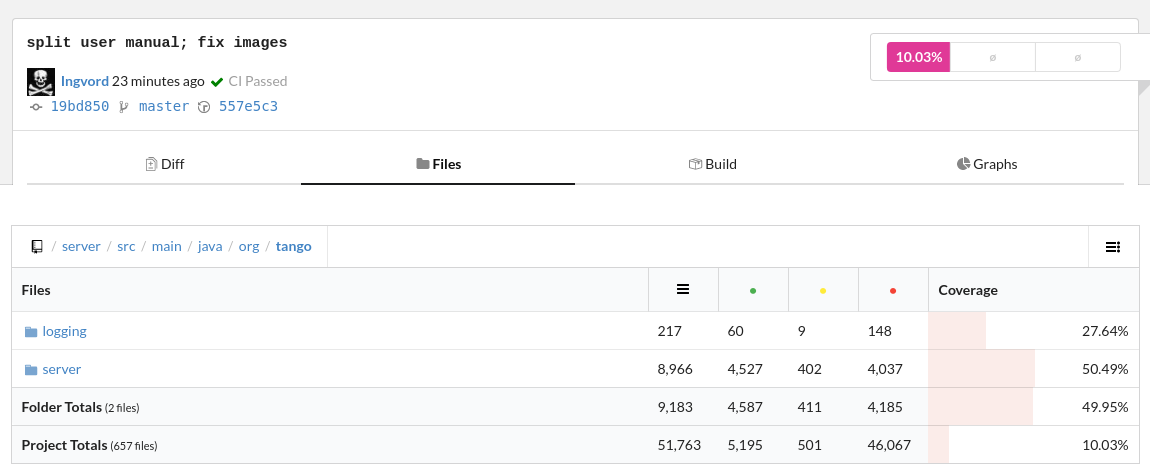 split user manual; fix images
10.03% ø ø
Ingvord 23 minutes ago CI Passed
19bd850 master 557e5c3
Diff Files Build Graphs
/ server / src / main / java / org / tango
Files Coverage
logging 217 60 9 148 27.64%
server 8,966 4,527 402 4,037 50.49%
Folder Totals (2 files) 9,183 4,587 411 4,185 49.95%
Project Totals (657 files) 51,763 5,195 501 46,067 10.03%